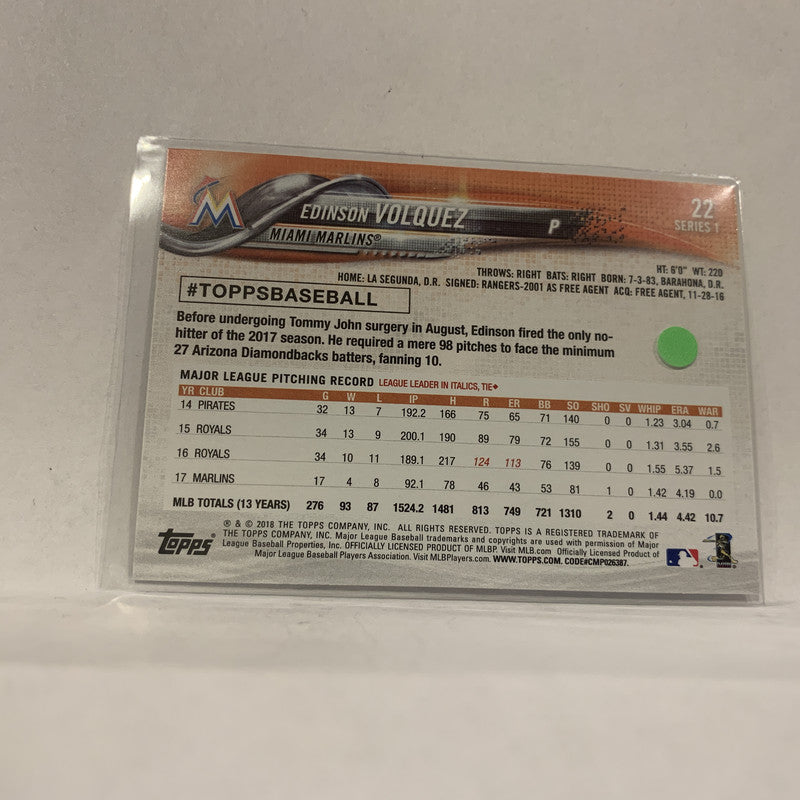 M
EDINSON VOLQUEZ
MIAMI MARLINS®
P
22
SERIES 1
THROWS: RIGHT BATS: RIGHT BORN: 7-3-83, BARAHONA, D.R. HT: 6'0" WT: 220
HOME: LA SEGUNDA, D.R. SIGNED: RANGERS-2001 AS FREE AGENT ACQ: FREE AGENT, 11-28-16
#TOPPSBASEBALL
Before undergoing Tommy John surgery in August, Edinson fired the only no-
hitter of the 2017 season. He required a mere 98 pitches to face the minimum
27 Arizona Diamondbacks batters, fanning 10.
MAJOR LEAGUE PITCHING RECORD LEAGUE LEADER IN ITALICS, TIE♦
YR CLUB G W L IP H R ER BB SO SHO SV WHIP ERA WAR
14 PIRATES 32 13 7 192.2 166 75 65 71 140 0 0 1.23 3.04 0.7
15 ROYALS 34 13 9 200.1 190 89 79 72 155 0 0 1.31 3.55 2.6
16 ROYALS 34 10 11 189.1 217 124 113 76 139 0 0 1.55 5.37 1.5
17 MARLINS 17 4 8 92.1 78 46 43 53 81 1 0 1.42 4.19 0.0
MLB TOTALS (13 YEARS) 276 93 87 1524.2 1481 813 749 721 1310 2 0 1.44 4.42 10.7
Topps®
® & © 2018 THE TOPPS COMPANY, INC. ALL RIGHTS RESERVED. TOPPS IS A REGISTERED TRADEMARK OF
THE TOPPS COMPANY, INC. Major League Baseball trademarks and copyrights are used with permission of Major
League Baseball Properties, Inc. OFFICIALLY LICENSED PRODUCT OF MLBP. Visit MLB.com Officially Licensed Product of
Major League Baseball Players Association. Visit MLBPlayers.com. WWW.TOPPS.COM. CODE#CMP026387.